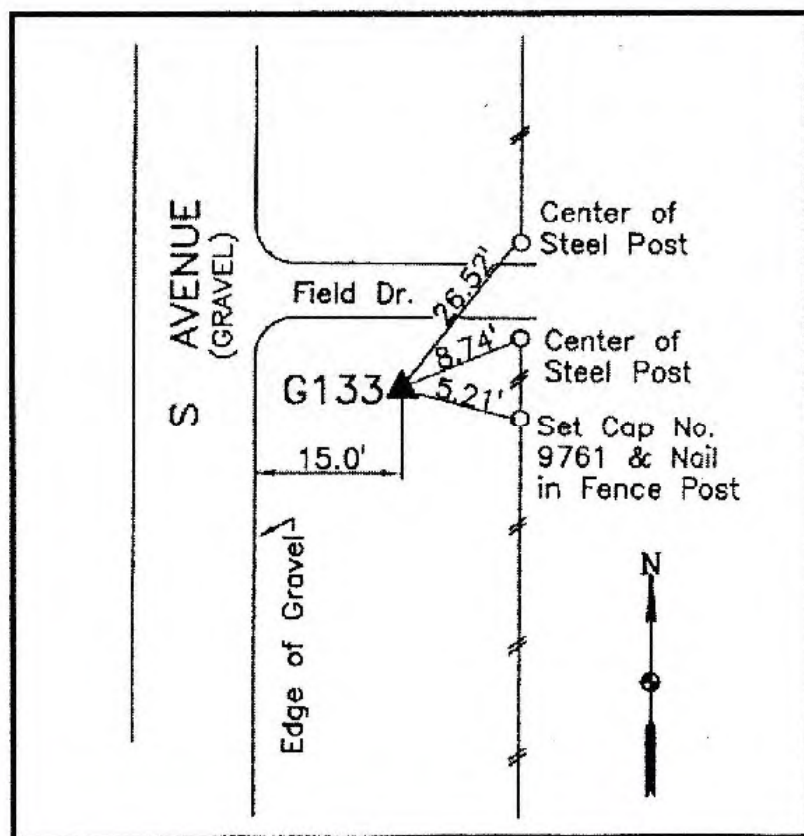 S AVENUE
(GRAVEL)
Field Dr.
26.52'
Center of
Steel Post
8.74'
Center of
Steel Post
G133
5.21'
Set Cap No.
9761 & Nail
in Fence Post
15.0'
Edge of Gravel
N